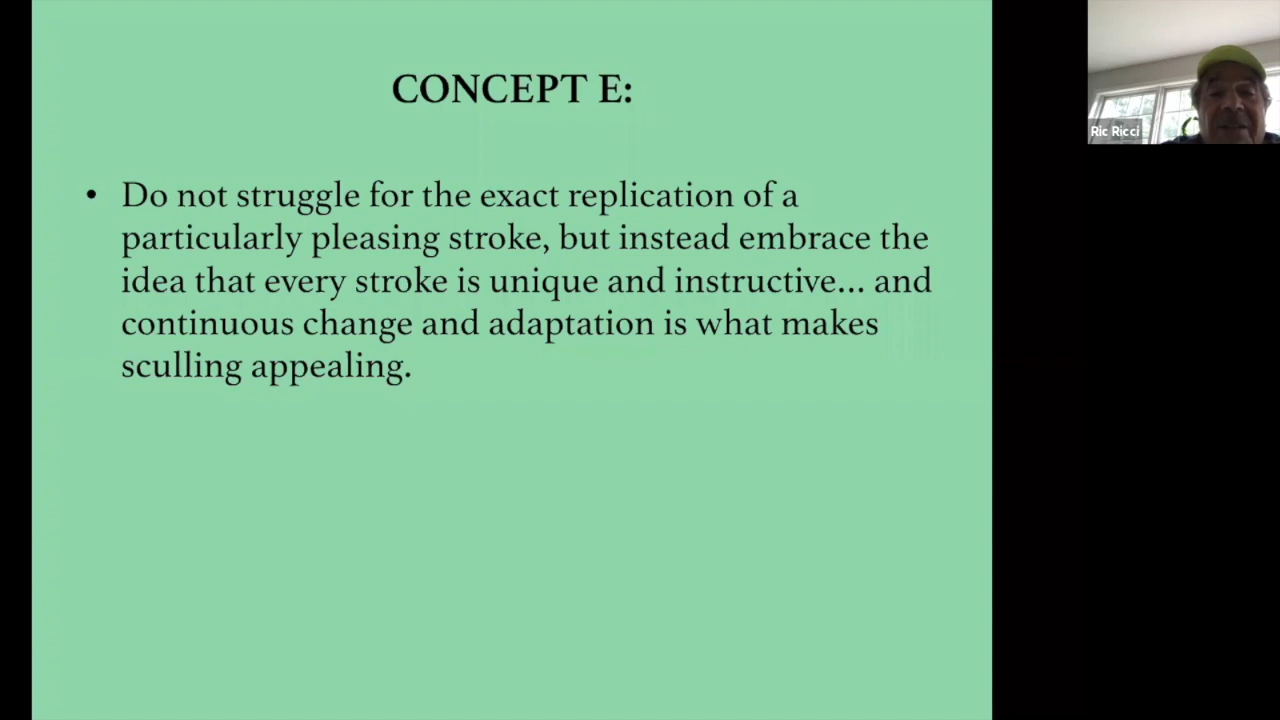 CONCEPT E:
• Do not struggle for the exact replication of a
particularly pleasing stroke, but instead embrace the
idea that every stroke is unique and instructive... and
continuous change and adaptation is what makes
sculling appealing.
Ric Ricci